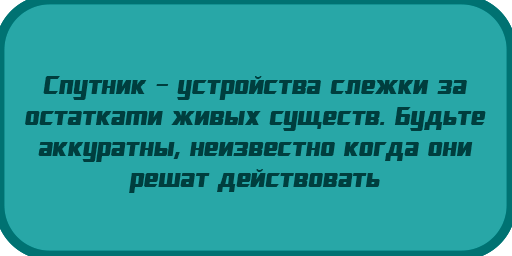 Спутник - устройства слежки за
остатками живых существ. Будьте
аккуратны, неизвестно когда они
решат действовать